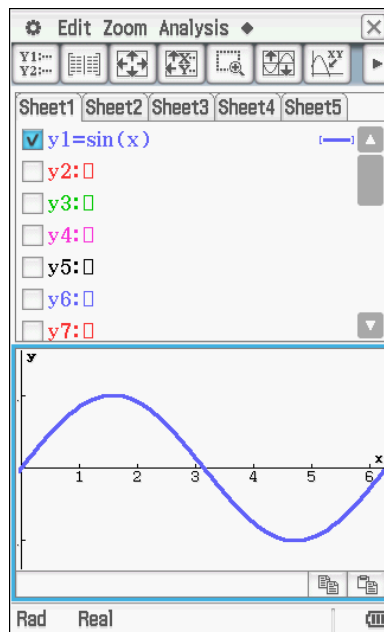 Edit Zoom Analysis ◆
Y1:··· Y2:···
XY
Sheet1 Sheet2 Sheet3 Sheet4 Sheet5
y1=sin(x)
y2:▯
y3:▯
y4:▯
y5:▯
y6:▯
y7:▯
y
x
1 2 3 4 5 6
Rad Real